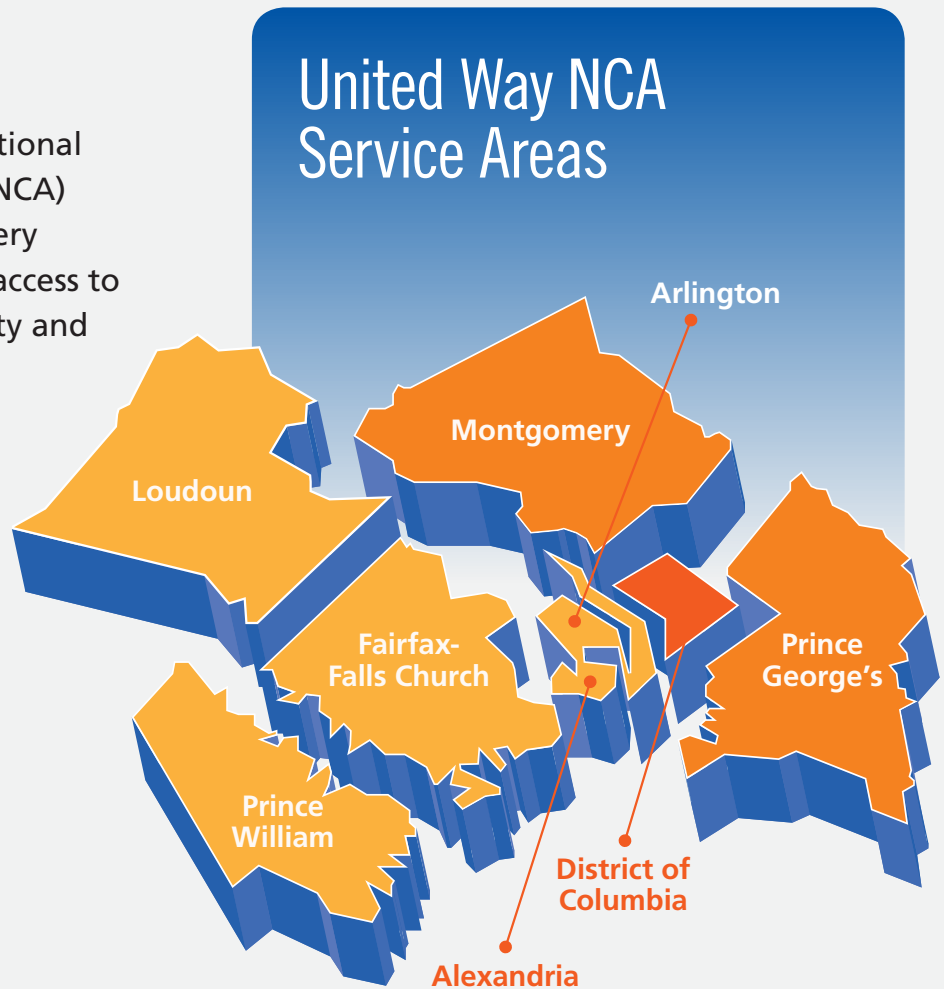 tional
NCA)
ery
access to
ty and
United Way NCA
Service Areas
Arlington
Montgomery
Loudoun
Fairfax-
Falls Church
Prince
George's
Prince
William
District of
Columbia
Alexandria